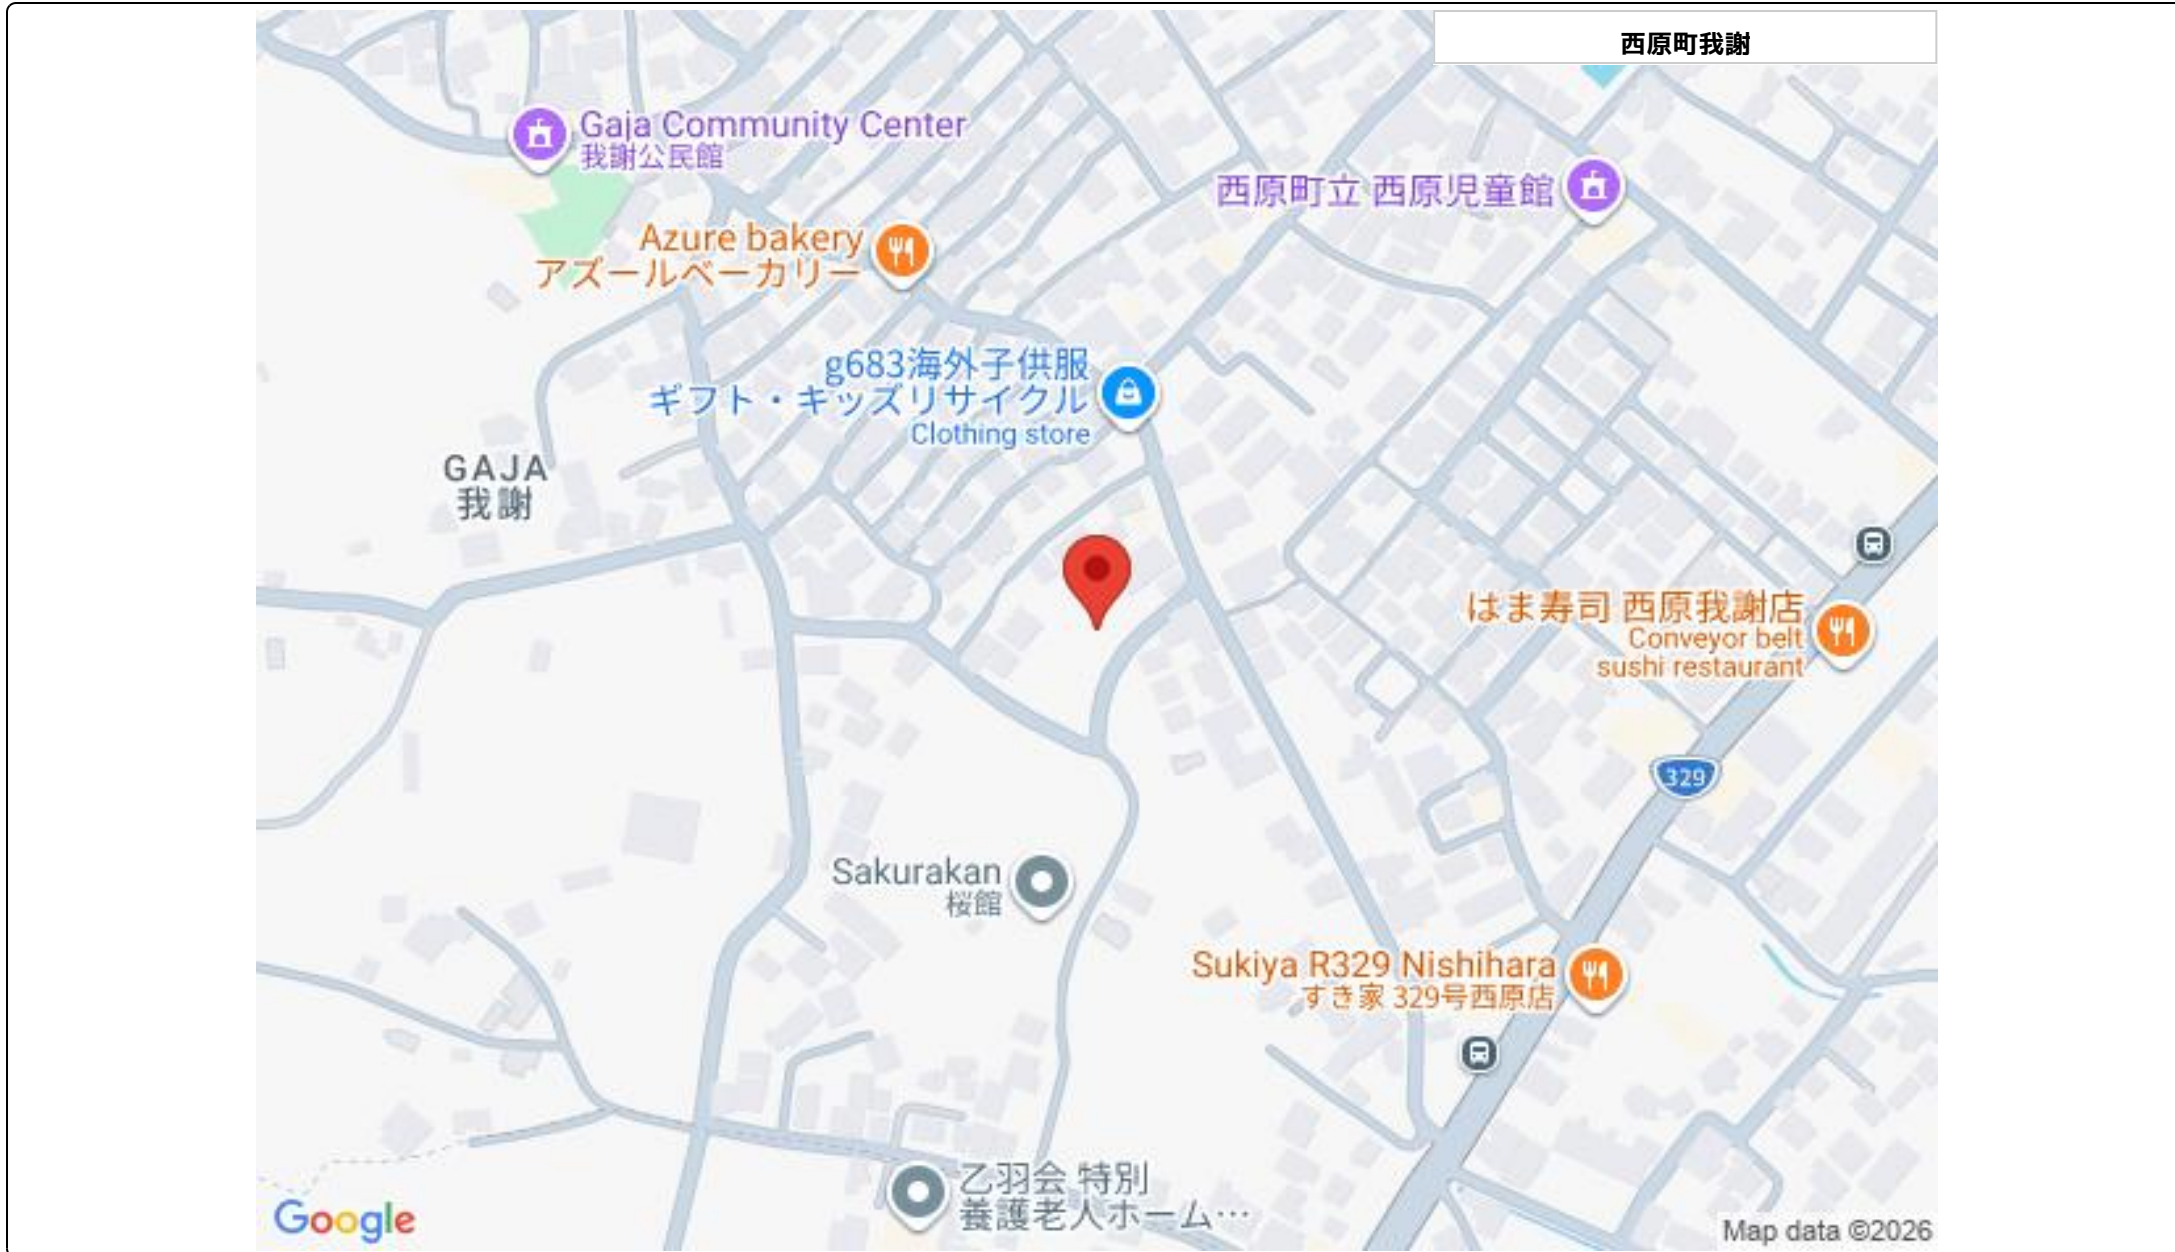 西原町我謝
Gaja Community Center
我謝公民館
西原町立 西原児童館
Azure bakery
アズールベーカリー
g683海外子供服
ギフト・キッズリサイクル
Clothing store
GAJA
我謝
はま寿司 西原我謝店
Conveyor belt
sushi restaurant
329
Sakurakan
桜館
Sukiya R329 Nishihara
すき家 329号西原店
乙羽会 特別
養護老人ホーム…
Google
Map data ©2026